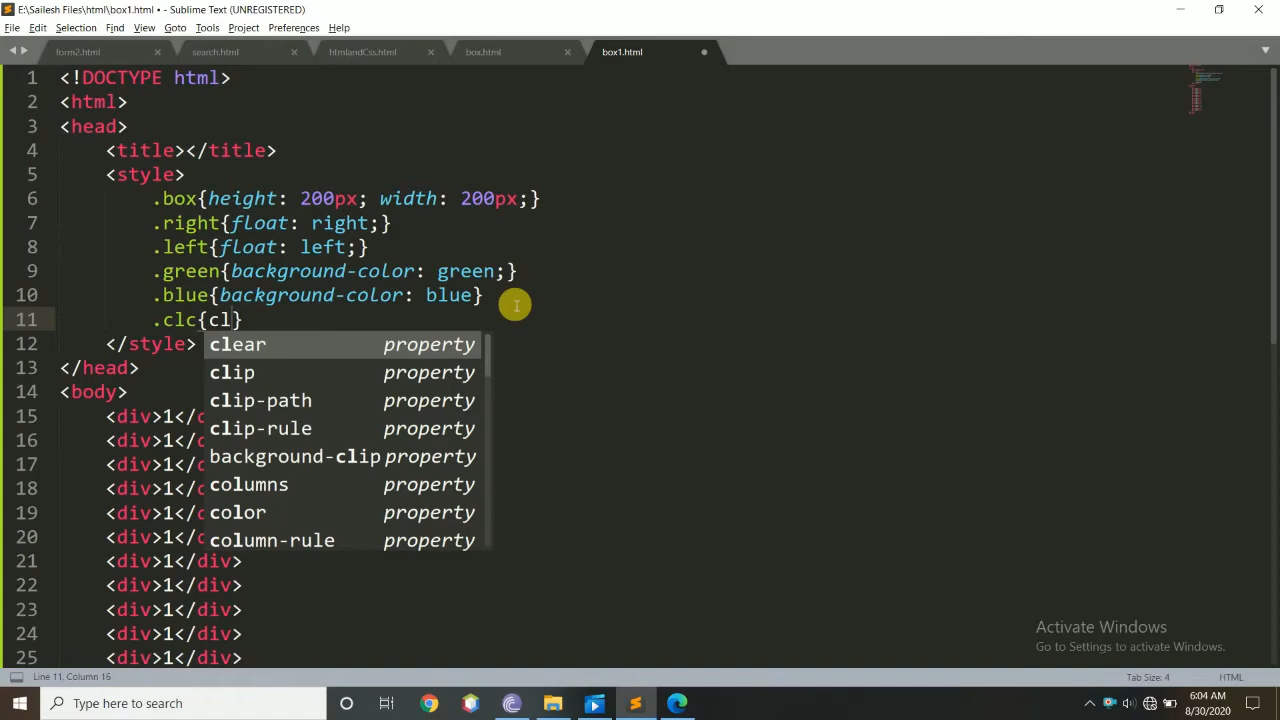 E:\Sailesh Files\html\box1.html • - Sublime Text (UNREGISTERED)
File Edit Selection Find View Goto Tools Project Preferences Help
form2.html search.html htmlandCss.html box.html box1.html
1 <!DOCTYPE html>
2 <html>
3 <head>
4 <title></title>
5 <style>
6 .box{height: 200px; width: 200px;}
7 .right{float: right;}
8 .left{float: left;}
9 .green{background-color: green;}
10 .blue{background-color: blue}
11 .clc{cl}
12 </style>
clear property
13 </head>
clip property
14 <body>
clip-path property
15 <div>1</d
clip-rule property
16 <div>1</d
background-clip property
17 <div>1</d
columns property
18 <div>1</d
color property
19 <div>1</d
column-rule property
20 <div>1</d
21 <div>1</div>
22 <div>1</div>
23 <div>1</div>
24 <div>1</div>
25 <div>1</div>
Activate Windows
Go to Settings to activate Windows.
Line 11, Column 16 Tab Size: 4 HTML
Type here to search
6:04 AM
8/30/2020